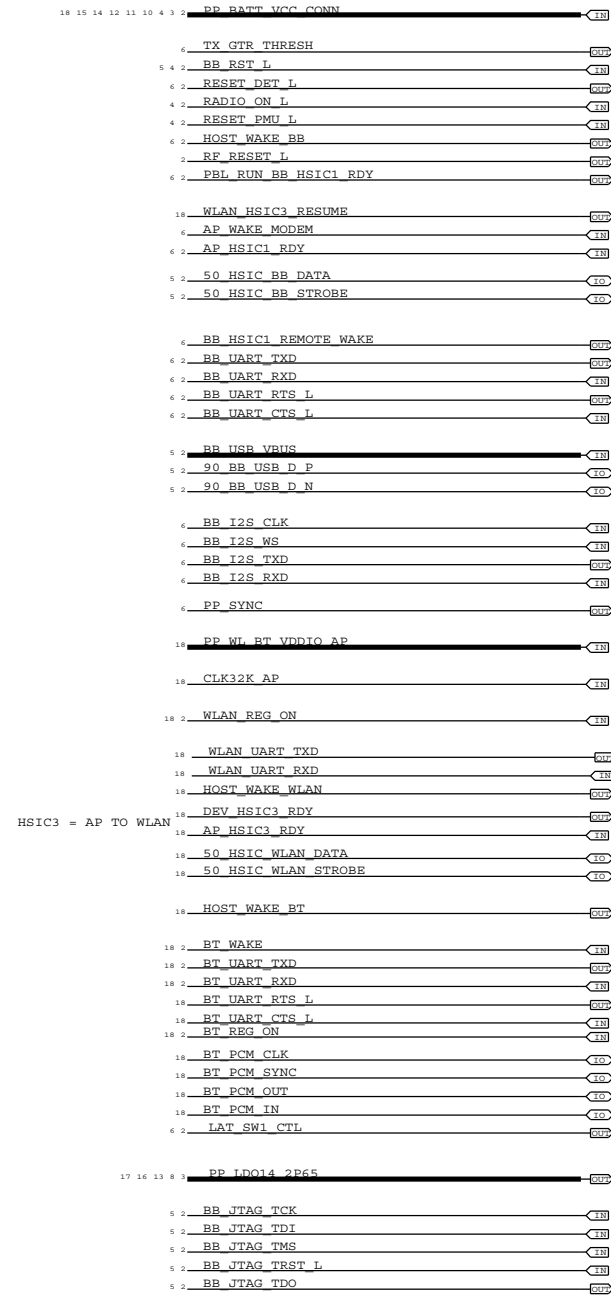 18 15 14 12 11 10 4 3 2 PP_BATT_VCC_CONN IN
6 TX_GTR_THRESH OUT
5 4 2 BB_RST_L IN
6 2 RESET_DET_L OUT
4 2 RADIO_ON_L IN
4 2 RESET_PMU_L IN
6 2 HOST_WAKE_BB OUT
2 RF_RESET_L OUT
6 2 PBL_RUN_BB_HSIC1_RDY OUT
18 WLAN_HSIC3_RESUME OUT
6 AP_WAKE_MODEM IN
6 2 AP_HSIC1_RDY IN
5 2 50_HSIC_BB_DATA IO
5 2 50_HSIC_BB_STROBE IO
6 BB_HSIC1_REMOTE_WAKE OUT
6 2 BB_UART_TXD OUT
6 2 BB_UART_RXD IN
6 2 BB_UART_RTS_L OUT
6 2 BB_UART_CTS_L IN
5 2 BB_USB_VBUS IN
5 2 90_BB_USB_D_P IO
5 2 90_BB_USB_D_N IO
6 BB_I2S_CLK IN
6 BB_I2S_WS IN
6 BB_I2S_TXD OUT
6 BB_I2S_RXD IN
6 PP_SYNC OUT
18 PP_WL_BT_VDDIO_AP IN
18 CLK32K_AP IN
18 2 WLAN_REG_ON IN
18 WLAN_UART_TXD OUT
18 WLAN_UART_RXD IN
18 HOST_WAKE_WLAN OUT
18 DEV_HSIC3_RDY OUT
HSIC3 = AP TO WLAN
18 AP_HSIC3_RDY IN
18 50_HSIC_WLAN_DATA IO
18 50_HSIC_WLAN_STROBE IO
18 HOST_WAKE_BT OUT
18 2 BT_WAKE IN
18 2 BT_UART_TXD OUT
18 2 BT_UART_RXD IN
18 BT_UART_RTS_L OUT
18 BT_UART_CTS_L IN
18 2 BT_REG_ON IN
18 BT_PCM_CLK IO
18 BT_PCM_SYNC IO
18 BT_PCM_OUT IO
18 BT_PCM_IN IO
6 2 LAT_SW1_CTL OUT
17 16 13 8 3 PP_LDO14_2P65 OUT
5 2 BB_JTAG_TCK IN
5 2 BB_JTAG_TDI IN
5 2 BB_JTAG_TMS IN
5 2 BB_JTAG_TRST_L IN
5 2 BB_JTAG_TDO OUT